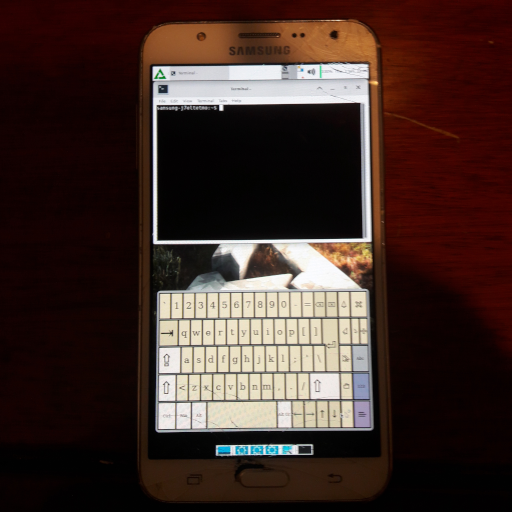 SAMSUNG
Terminal
Terminal
File Edit View Terminal Tabs Help
samsung-j7eltetmo:~$
1 2 3 4 5 6 7 8 9 0 - =
q w e r t y u i o p [ ]
a s d f g h j k l ; ' \
< z x c v b n m , . /